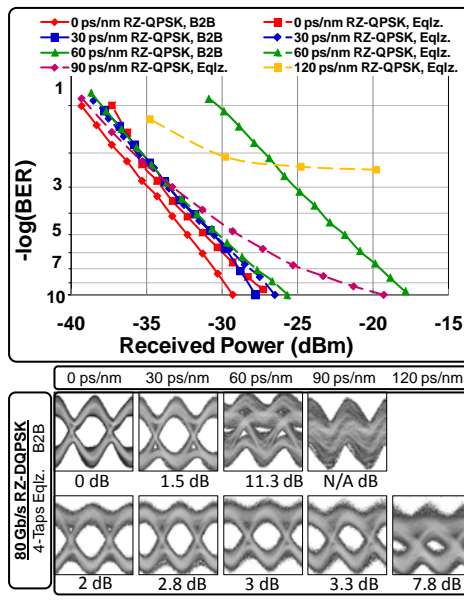 0 ps/nm RZ-QPSK, B2B 0 ps/nm RZ-QPSK, Eqlz.
30 ps/nm RZ-QPSK, B2B 30 ps/nm RZ-QPSK, Eqlz.
60 ps/nm RZ-QPSK, B2B 60 ps/nm RZ-QPSK, Eqlz.
90 ps/nm RZ-QPSK, Eqlz. 120 ps/nm RZ-QPSK, Eqlz.
1
3
5
7
10
-log(BER)
-40 -35 -30 -25 -20 -15
Received Power (dBm)
0 ps/nm 30 ps/nm 60 ps/nm 90 ps/nm 120 ps/nm
80 Gb/s RZ-DQPSK
4-Taps Eqlz. B2B
0 dB 1.5 dB 11.3 dB N/A dB
2 dB 2.8 dB 3 dB 3.3 dB 7.8 dB